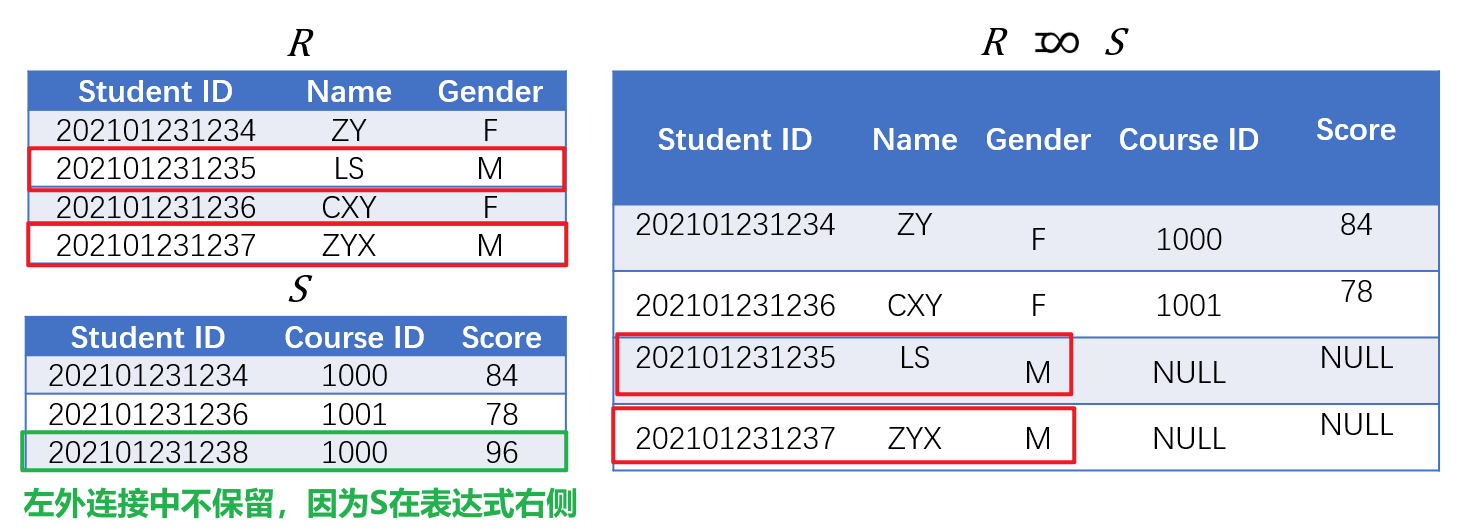 R
Student ID Name Gender
202101231234 ZY F
202101231235 LS M
202101231236 CXY F
202101231237 ZYX M
S
Student ID Course ID Score
202101231234 1000 84
202101231236 1001 78
202101231238 1000 96
左外连接中不保留，因为S在表达式右侧
R ⟕ S
Student ID Name Gender Course ID Score
202101231234 ZY F 1000 84
202101231236 CXY F 1001 78
202101231235 LS M NULL NULL
202101231237 ZYX M NULL NULL